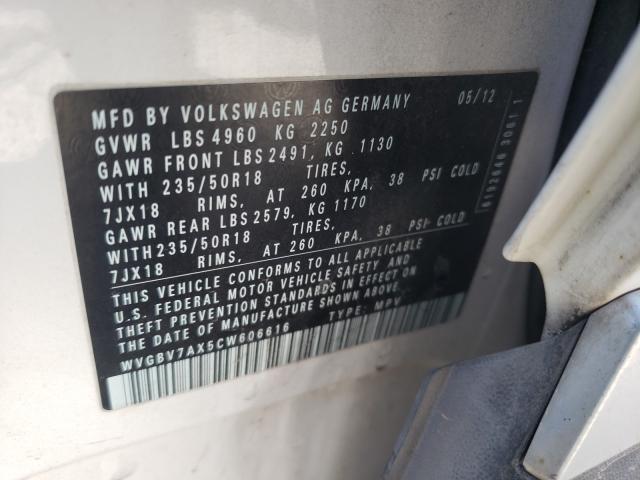 MFD BY VOLKSWAGEN AG GERMANY 05/12
GVWR LBS 4960 KG 2250
GAWR FRONT LBS 2491, KG 1130
WITH 235/50R18 TIRES,
7JX18 RIMS, AT 260 KPA, 38 PSI COLD
GAWR REAR LBS 2579, KG 1170
WITH 235/50R18 TIRES,
7JX18 RIMS, AT 260 KPA, 38 PSI COLD
THIS VEHICLE CONFORMS TO ALL APPLICABLE
U.S. FEDERAL MOTOR VEHICLE SAFETY AND
THEFT PREVENTION STANDARDS IN EFFECT ON
THE DATE OF MANUFACTURE SHOWN ABOVE.
WVGBV7AX5CW606616 TYPE: MPV